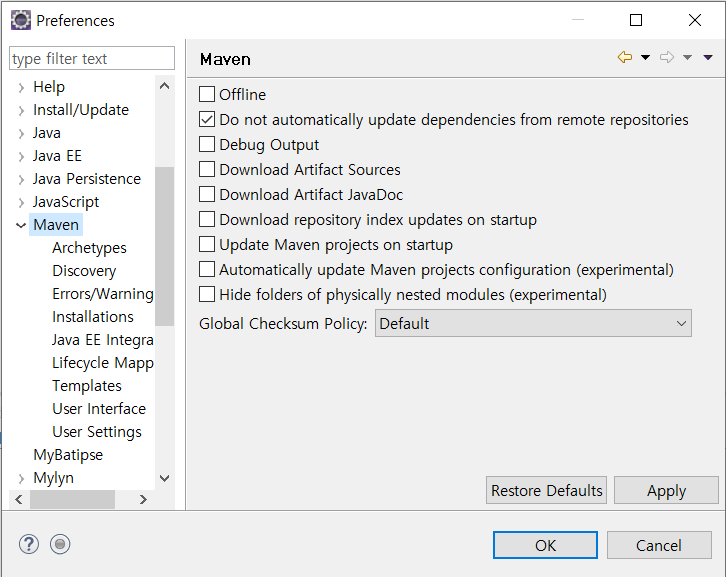 Preferences
type filter text
Help
Install/Update
Java
Java EE
Java Persistence
JavaScript
Maven
Archetypes
Discovery
Errors/Warning
Installations
Java EE Integra
Lifecycle Mapp
Templates
User Interface
User Settings
MyBatipse
Mylyn
Maven
Offline
Do not automatically update dependencies from remote repositories
Debug Output
Download Artifact Sources
Download Artifact JavaDoc
Download repository index updates on startup
Update Maven projects on startup
Automatically update Maven projects configuration (experimental)
Hide folders of physically nested modules (experimental)
Global Checksum Policy: Default
Restore Defaults Apply
? OK Cancel